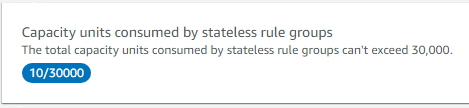 Capacity units consumed by stateless rule groups
The total capacity units consumed by stateless rule groups can't exceed 30,000.
10/30000